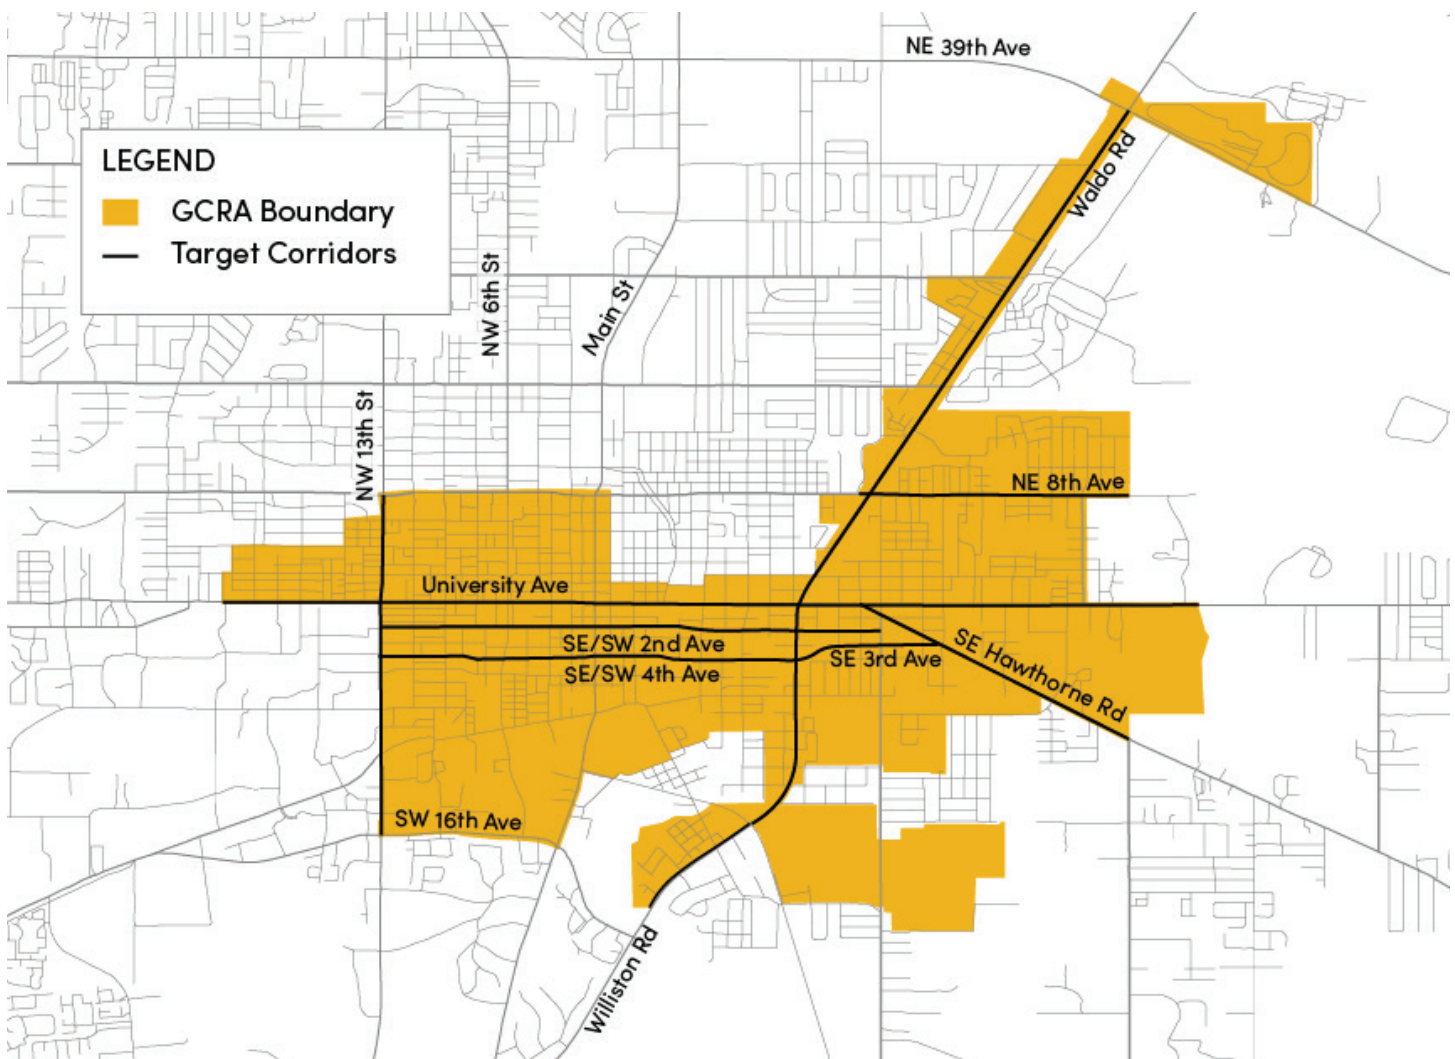 NE 39th Ave
LEGEND
GCRA Boundary
Target Corridors
Waldo Rd
NW 6th St
Main St
NW 13th St
NE 8th Ave
University Ave
SE/SW 2nd Ave
SE 3rd Ave
SE Hawthorne Rd
SE/SW 4th Ave
SW 16th Ave
Williston Rd